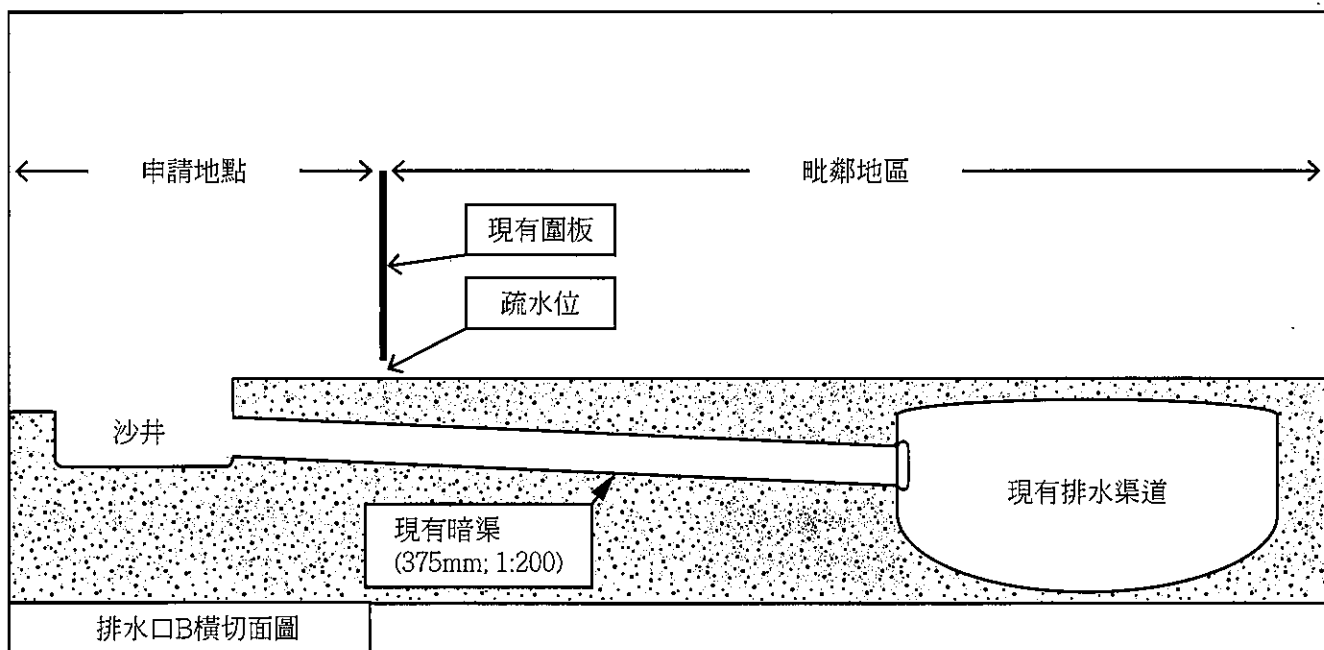 申請地點
毗鄰地區
現有圍板
疏水位
沙井
現有暗渠
(375mm; 1:200)
現有排水渠道
排水口B橫切面圖